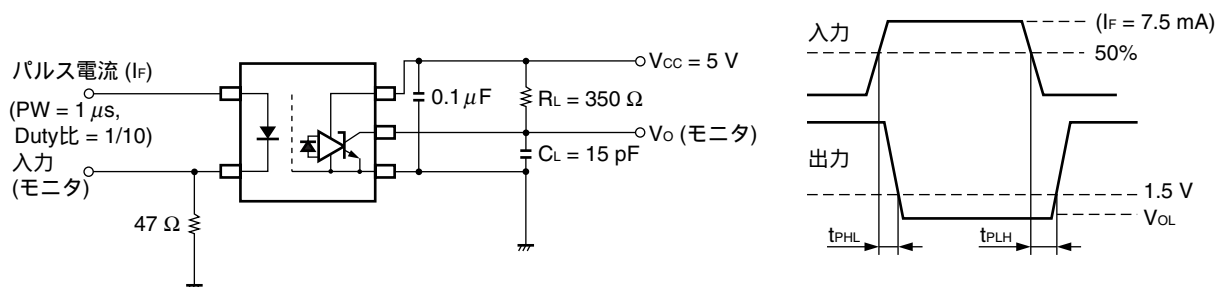 パルス電流 (IF)
(PW = 1 μs,
Duty比 = 1/10)
入力
(モニタ)
47 Ω
0.1 μF
VCC = 5 V
RL = 350 Ω
VO (モニタ)
CL = 15 pF
入力
(IF = 7.5 mA)
50%
出力
1.5 V
VOL
tPHL
tPLH